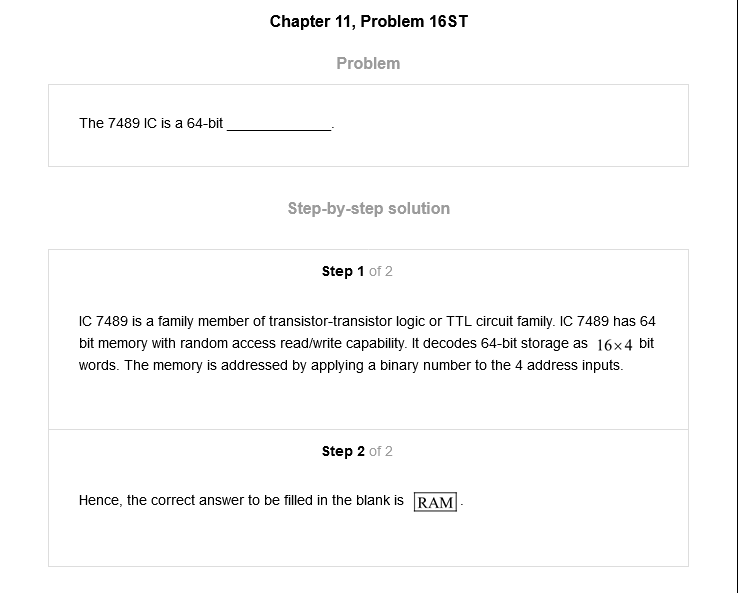 Chapter 11, Problem 16ST
Problem
The 7489 IC is a 64-bit _____________.
Step-by-step solution
Step 1 of 2
IC 7489 is a family member of transistor-transistor logic or TTL circuit family. IC 7489 has 64
bit memory with random access read/write capability. It decodes 64-bit storage as 16×4 bit
words. The memory is addressed by applying a binary number to the 4 address inputs.
Step 2 of 2
Hence, the correct answer to be filled in the blank is RAM.